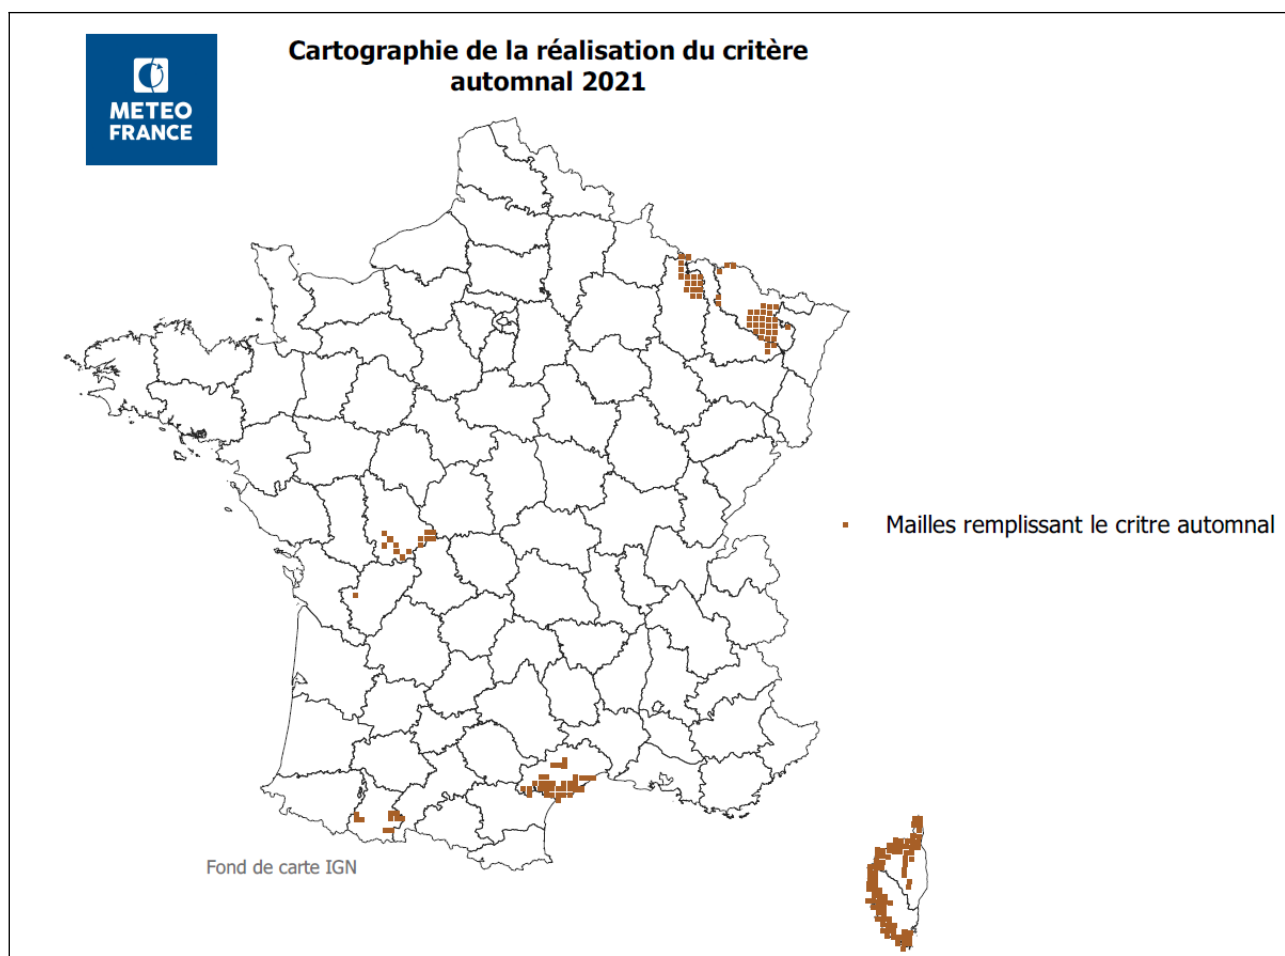 Cartographie de la réalisation du critère
automnal 2021
METEO
FRANCE
Mailles remplissant le critre automnal
Fond de carte IGN